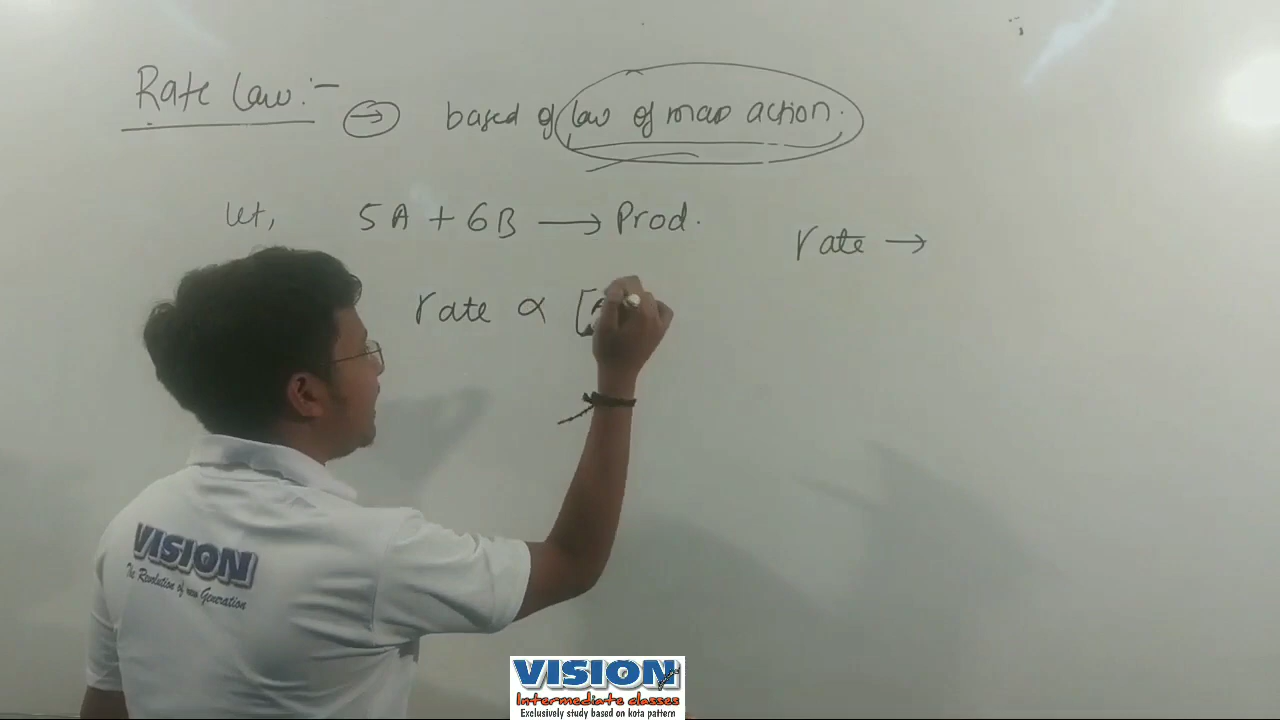 Rate Law :-
→ based of law of mass action.
Let, 5A + 6B → Prod.
rate →
rate ∝ [A
VISION
The Revolution of new Generation
VISION
Intermediate classes
Exclusively study based on kota pattern